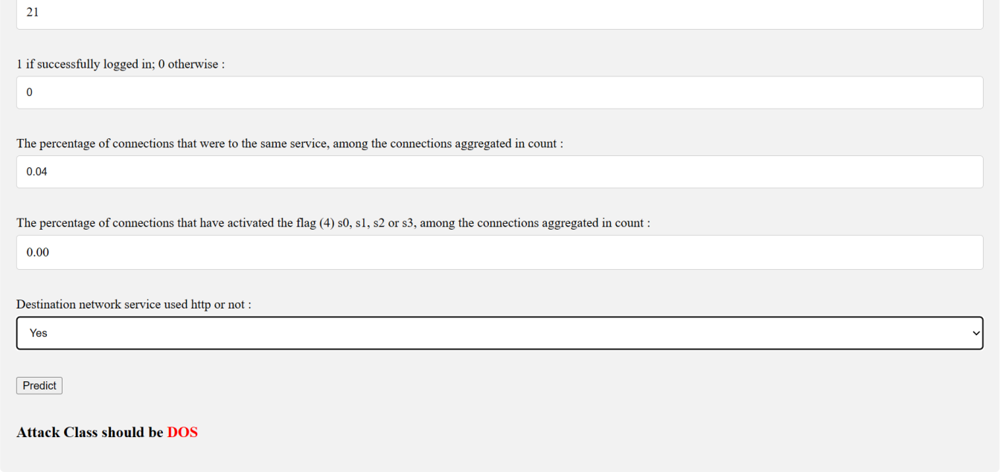 21
1 if successfully logged in; 0 otherwise :
0
The percentage of connections that were to the same service, among the connections aggregated in count :
0.04
The percentage of connections that have activated the flag (4) s0, s1, s2 or s3, among the connections aggregated in count :
0.00
Destination network service used http or not :
Yes
Predict
Attack Class should be DOS